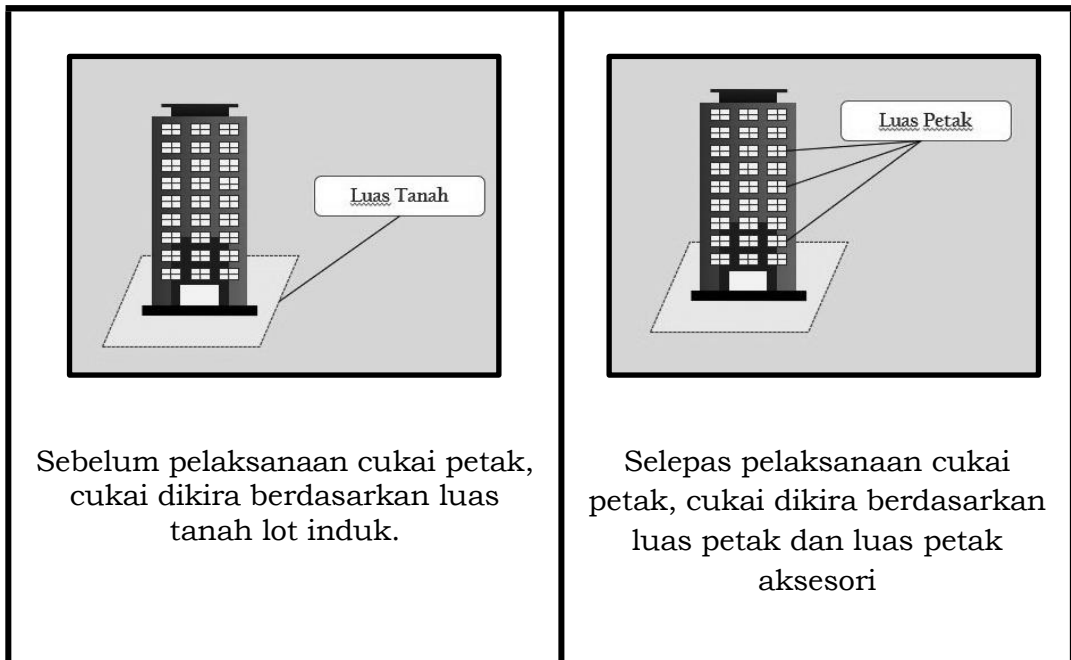 Luas Tanah
Sebelum pelaksanaan cukai petak,
cukai dikira berdasarkan luas
tanah lot induk.
Luas Petak
Selepas pelaksanaan cukai
petak, cukai dikira berdasarkan
luas petak dan luas petak
aksesori